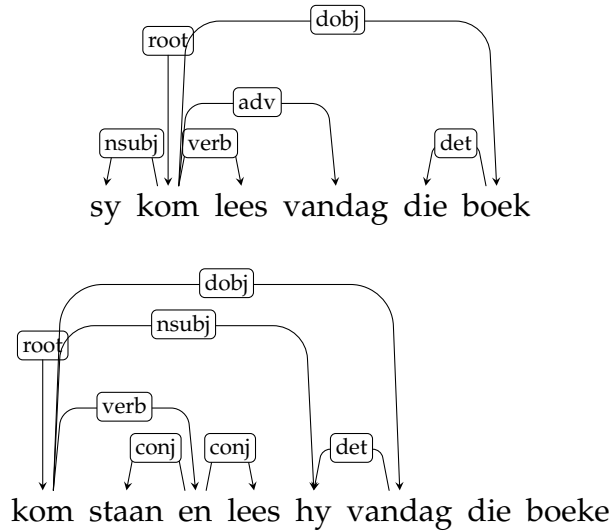 dobj
root
adv
nsubj verb det
sy kom lees vandag die boek
dobj
nsubj
root
verb
conj conj det
kom staan en lees hy vandag die boeke